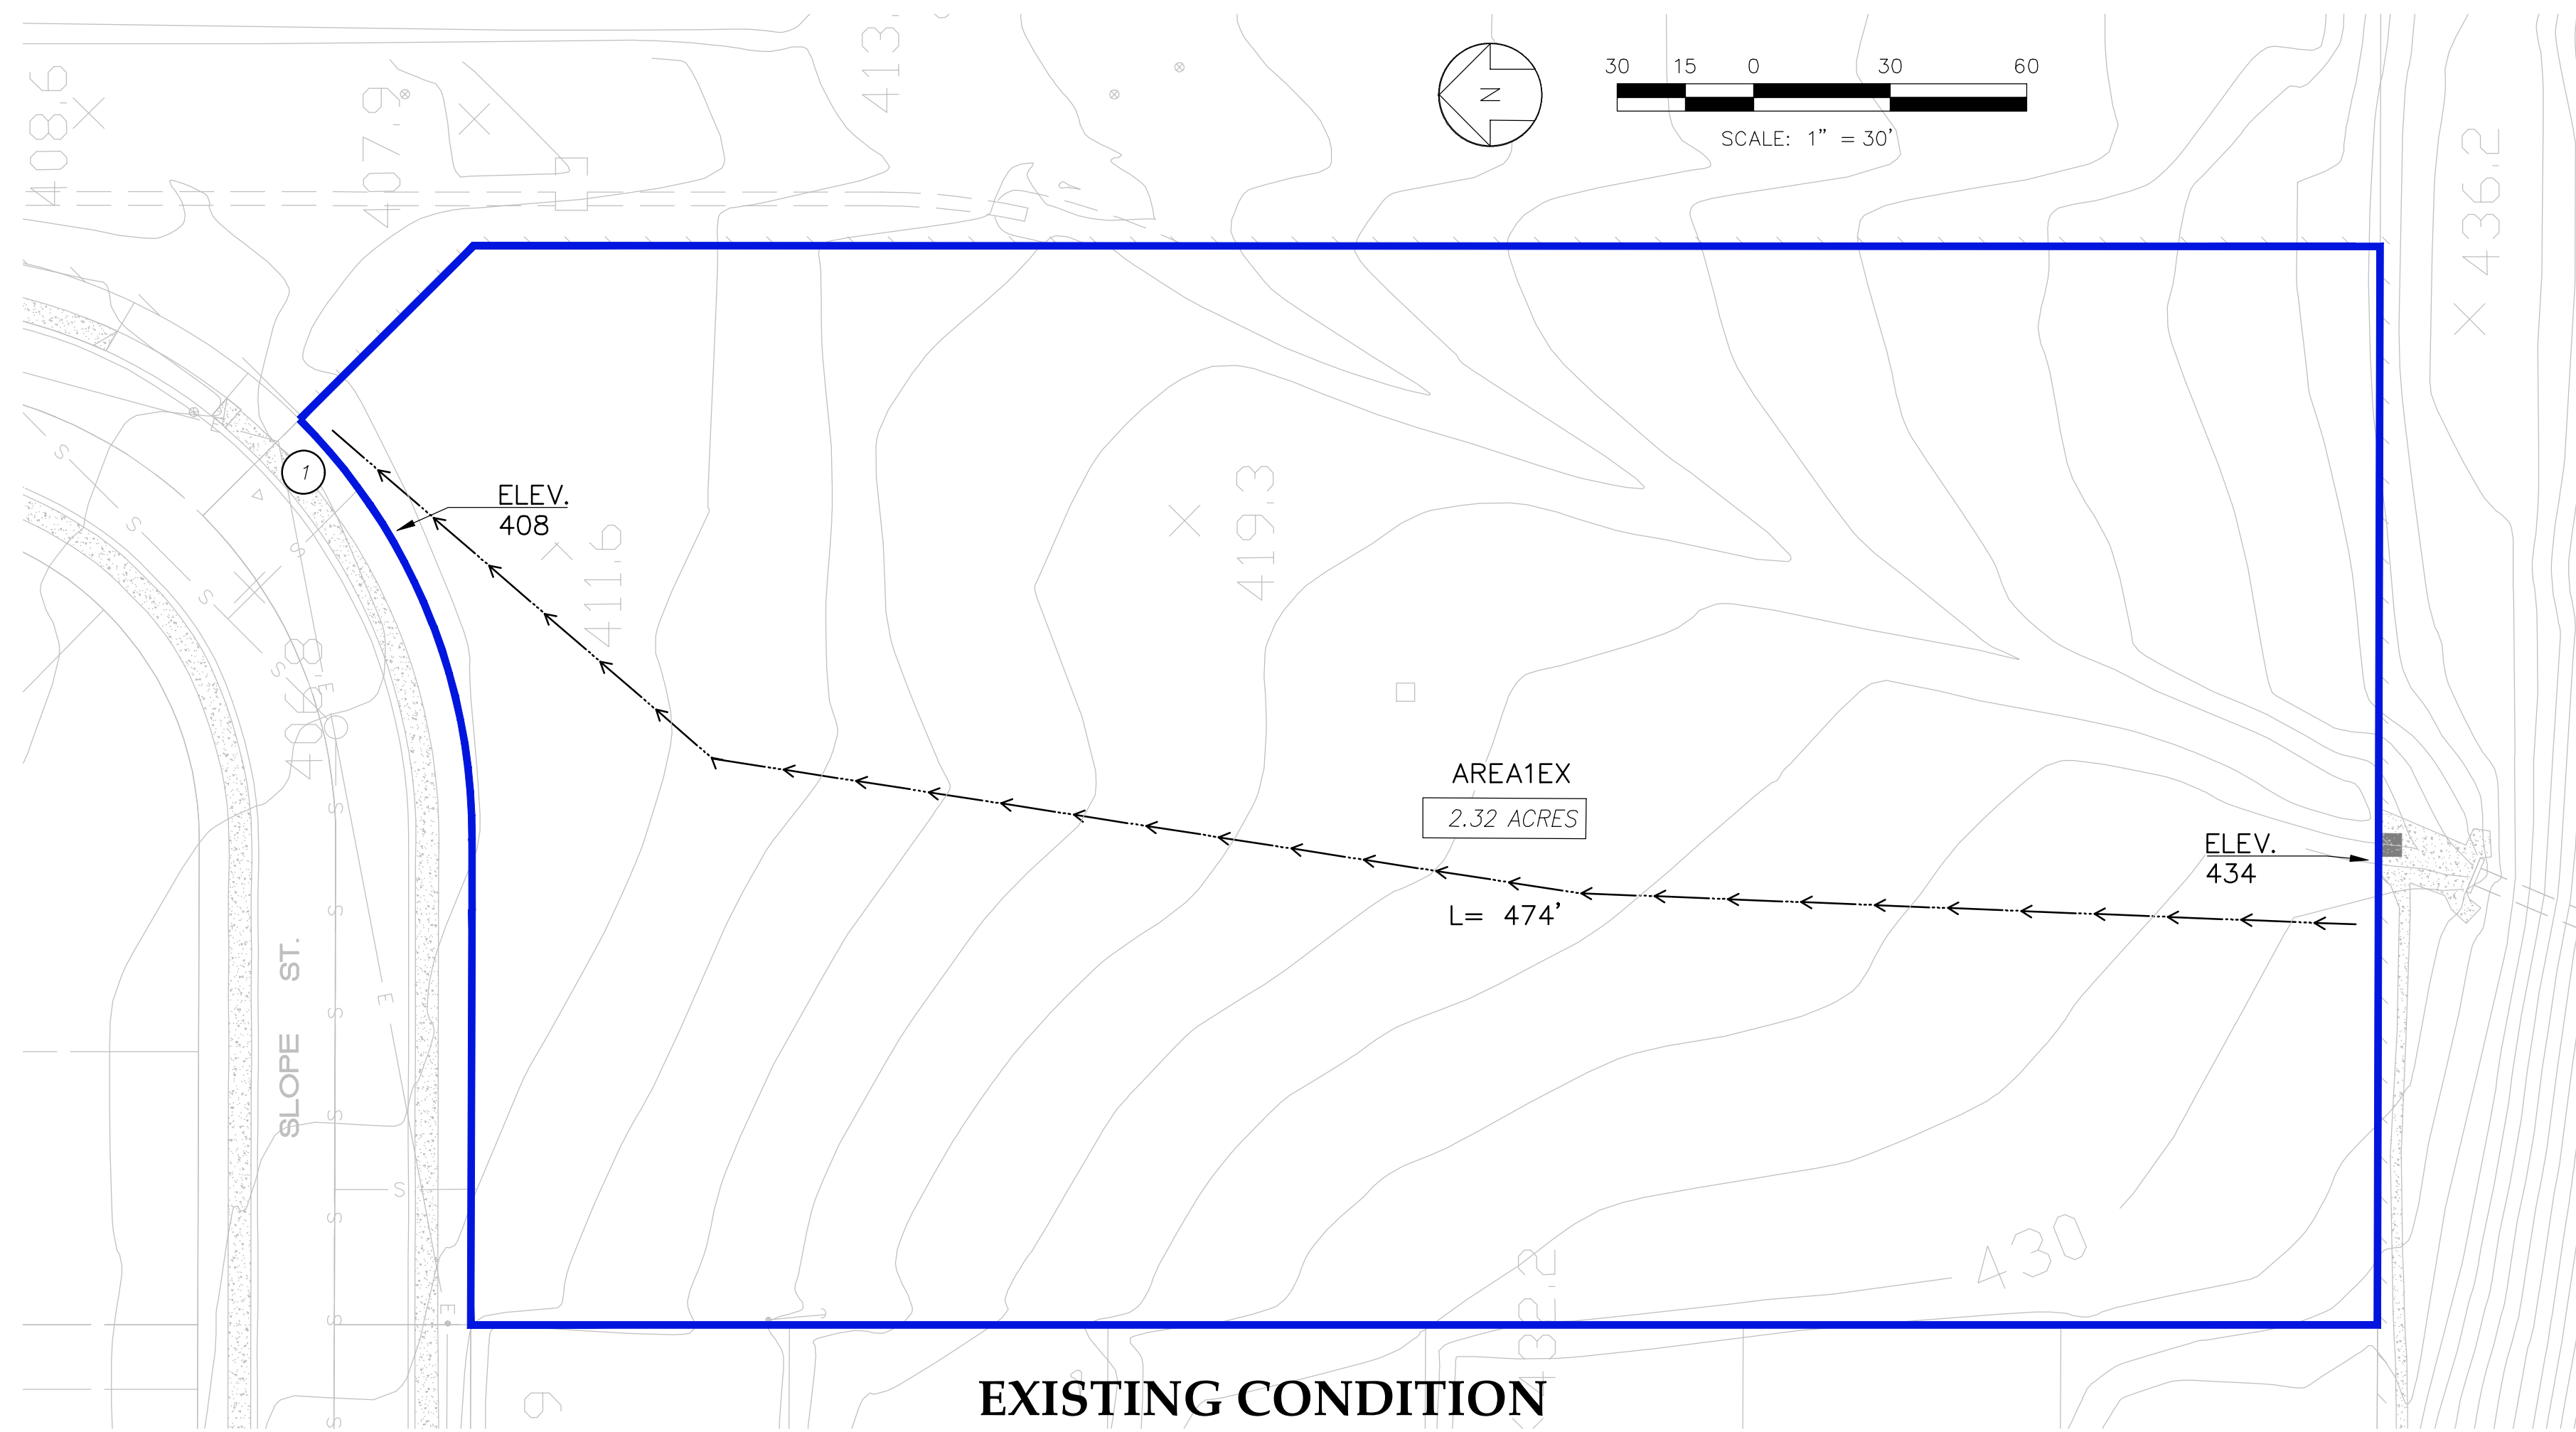 408.6
407.9
413.
N
30 15 0 30 60
SCALE: 1" = 30'
436.2
1
ELEV.
408
411.6
419.3
406.8
AREA1EX
2.32 ACRES
ELEV.
434
L= 474'
SLOPE ST.
S
S
S
S
S
S
S
S
S
S
S
E
E
E
430
432.2
9
EXISTING CONDITION